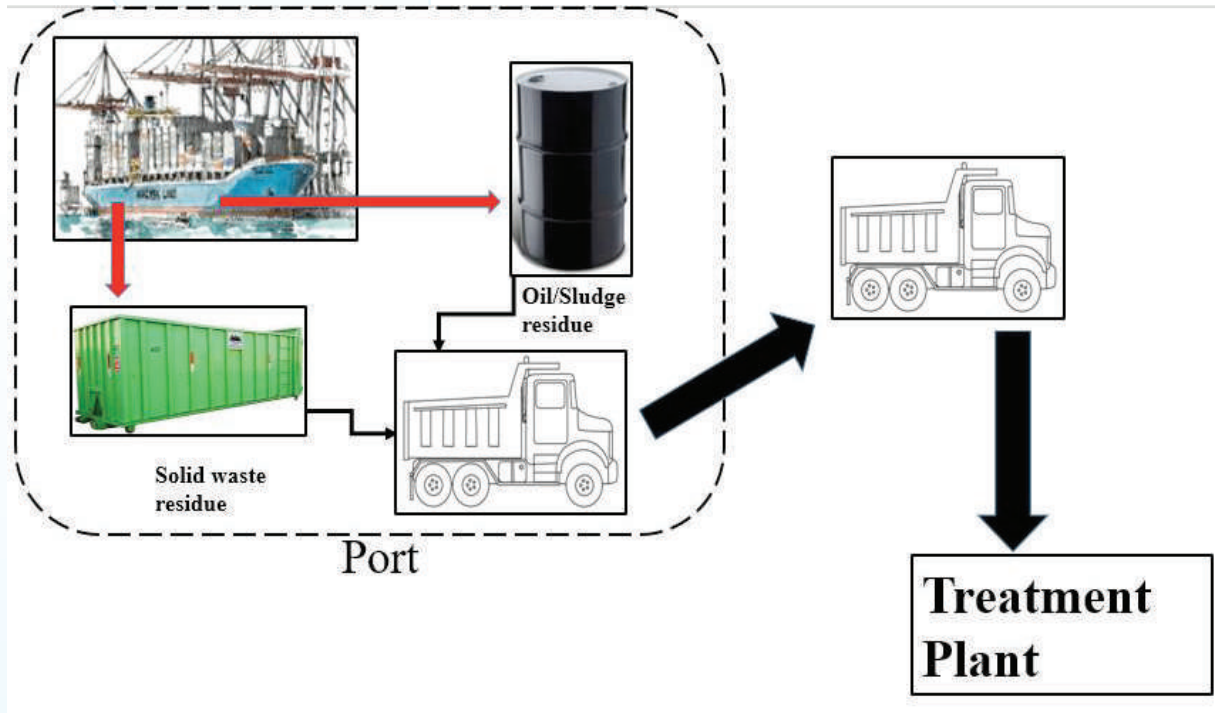 Oil/Sludge
residue
Solid waste
residue
Port
Treatment
Plant